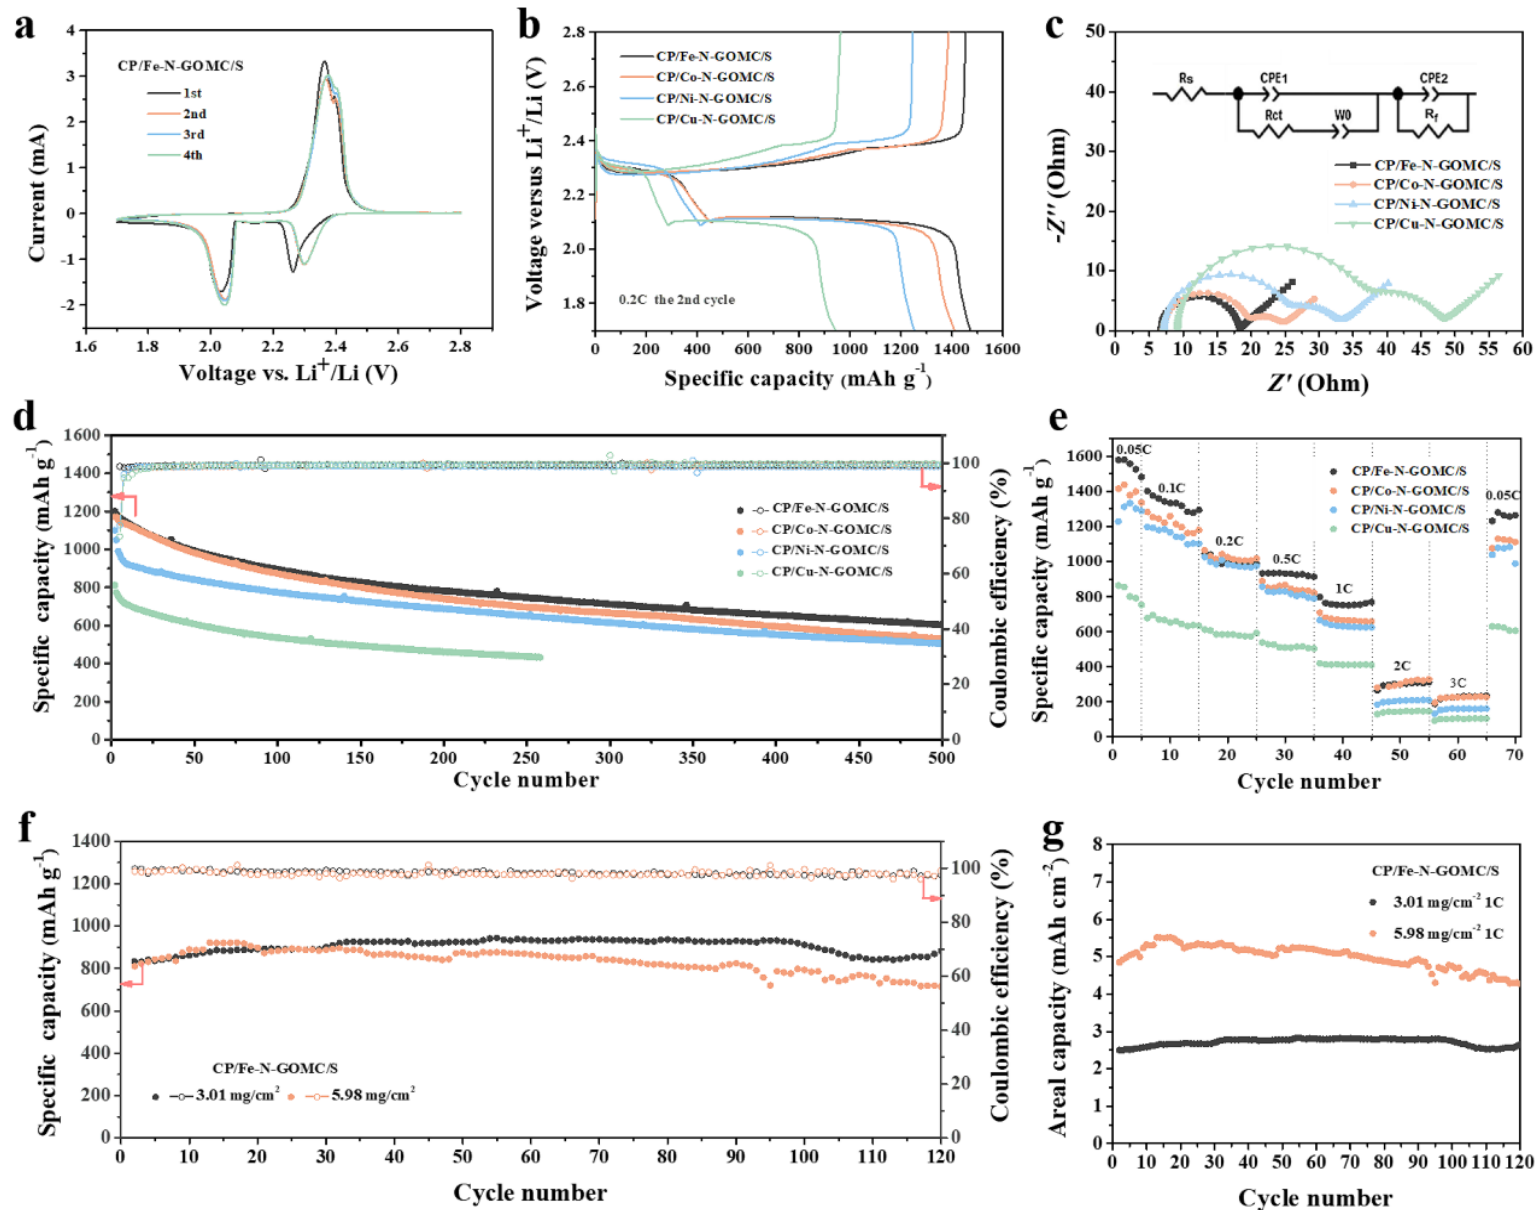 a
CP/Fe-N-GOMC/S
1st
2nd
3rd
4th
4
3
2
1
0
-1
-2
Current (mA)
1.6 1.8 2.0 2.2 2.4 2.6 2.8
Voltage vs. Li+/Li (V)
b
CP/Fe-N-GOMC/S
CP/Co-N-GOMC/S
CP/Ni-N-GOMC/S
CP/Cu-N-GOMC/S
2.8
2.6
2.4
2.2
2.0
1.8
Voltage versus Li+/Li (V)
0.2C the 2nd cycle
0 200 400 600 800 1000 1200 1400 1600
Specific capacity (mAh g-1)
c
Rs
CPE1
Rct
W0
CPE2
Rf
CP/Fe-N-GOMC/S
CP/Co-N-GOMC/S
CP/Ni-N-GOMC/S
CP/Cu-N-GOMC/S
50
45
40
35
30
25
20
15
10
5
0
-Z'' (Ohm)
0 5 10 15 20 25 30 35 40 45 50 55 60
Z' (Ohm)
d
1600
1400
1200
1000
800
600
400
200
0
Specific capacity (mAh g-1)
CP/Fe-N-GOMC/S
CP/Co-N-GOMC/S
CP/Ni-N-GOMC/S
CP/Cu-N-GOMC/S
100
80
60
40
20
0
Coulombic efficiency (%)
0 25 50 75 100 125 150 175 200 225 250 275 300 325 350 375 400 425 450 475 500
Cycle number
e
1600
1400
1200
1000
800
600
400
200
0
Specific capacity (mAh g-1)
0.05C
0.1C
0.2C
0.5C
1C
2C
3C
0.05C
CP/Fe-N-GOMC/S
CP/Co-N-GOMC/S
CP/Ni-N-GOMC/S
CP/Cu-N-GOMC/S
0 10 20 30 40 50 60 70
Cycle number
f
1400
1200
1000
800
600
400
200
0
Specific capacity (mAh g-1)
CP/Fe-N-GOMC/S
3.01 mg/cm2 5.98 mg/cm2
100
80
60
40
20
0
Coulombic efficiency (%)
0 10 20 30 40 50 60 70 80 90 100 110 120
Cycle number
g
8
7
6
5
4
3
2
1
0
Areal capacity (mAh cm-2)
CP/Fe-N-GOMC/S
3.01 mg/cm-2 1C
5.98 mg/cm-2 1C
0 10 20 30 40 50 60 70 80 90 100 110 120
Cycle number